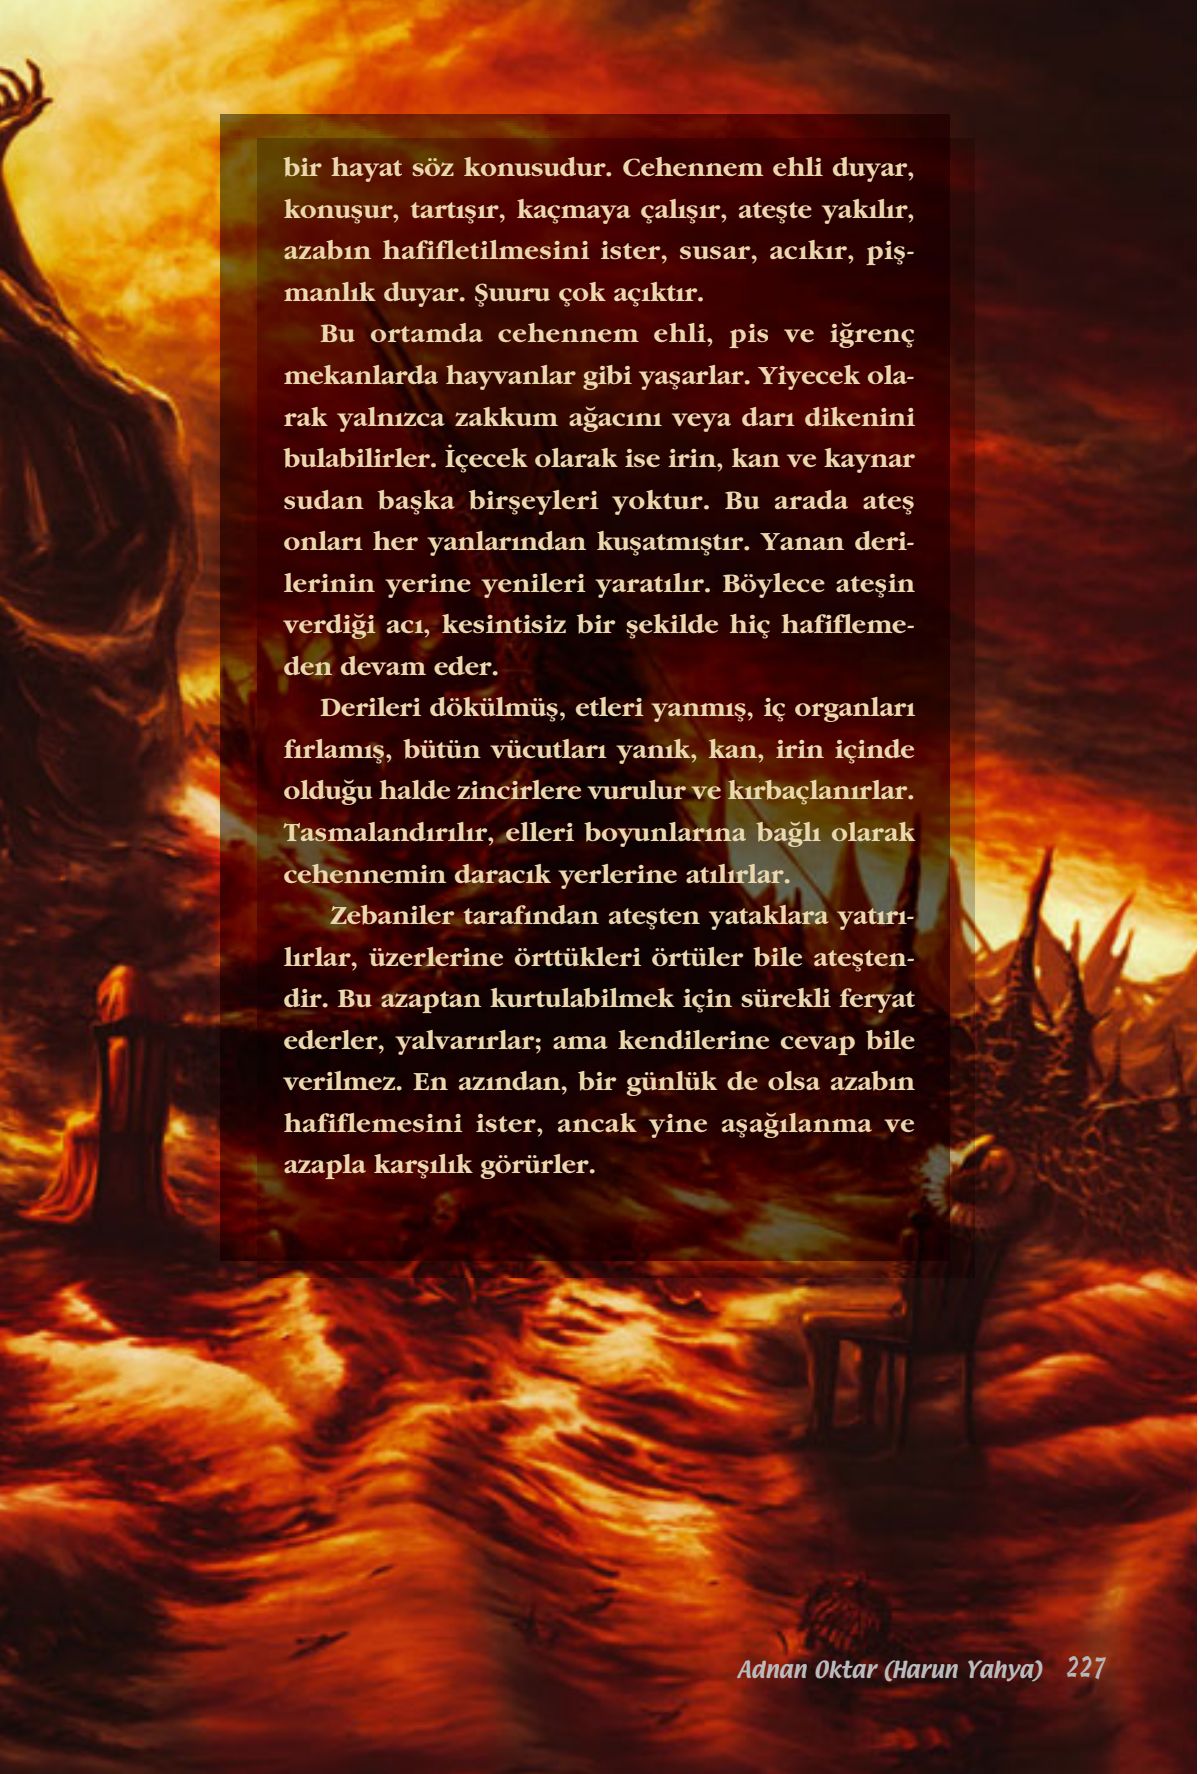 bir hayat söz konusudur. Cehennem ehli duyar,
konuşur, tartışır, kaçmaya çalışır, ateşte yakılır,
azabın hafifletilmesini ister, susar, acıkır, piş-
manlık duyar. Şuuru çok açıktır.
Bu ortamda cehennem ehli, pis ve iğrenç
mekanlarda hayvanlar gibi yaşarlar. Yiyecek ola-
rak yalnızca zakkum ağacını veya darı dikenini
bulabilirler. İçecek olarak ise irin, kan ve kaynar
sudan başka birşeyleri yoktur. Bu arada ateş
onları her yanlarından kuşatmıştır. Yanan deri-
lerinin yerine yenileri yaratılır. Böylece ateşin
verdiği acı, kesintisiz bir şekilde hiç hafifleme-
den devam eder.
Derileri dökülmüş, etleri yanmış, iç organları
fırlamış, bütün vücutları yanık, kan, irin içinde
olduğu halde zincirlere vurulur ve kırbaçlanırlar.
Tasmalandırılır, elleri boyunlarına bağlı olarak
cehennemin daracık yerlerine atılırlar.
Zebaniler tarafından ateşten yataklara yatırı-
lırlar, üzerlerine örttükleri örtüler bile ateşten-
dir. Bu azaptan kurtulabilmek için sürekli feryat
ederler, yalvarırlar; ama kendilerine cevap bile
verilmez. En azından, bir günlük de olsa azabın
hafiflemesini ister, ancak yine aşağılanma ve
azapla karşılık görürler.
Adnan Oktar (Harun Yahya) 227